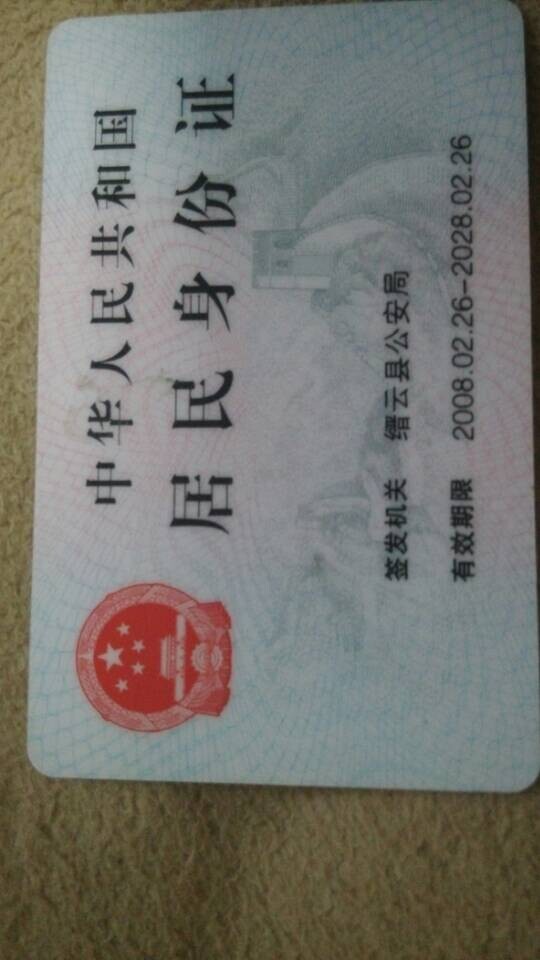 中华人民共和国
居民身份证
签发机关 缙云县公安局
有效期限 2008.02.26-2028.02.26